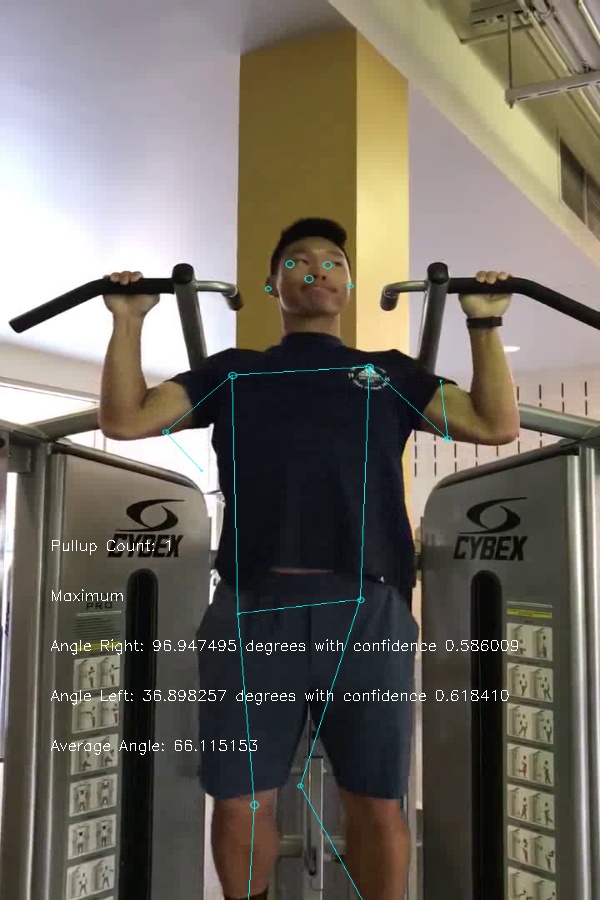 Pullup Count: 1
CYBEX
CYBEX
Maximum
PRO
Angle Right: 96.947495 degrees with confidence 0.586009
Angle Left: 36.898257 degrees with confidence 0.618410
Average Angle: 66.115153